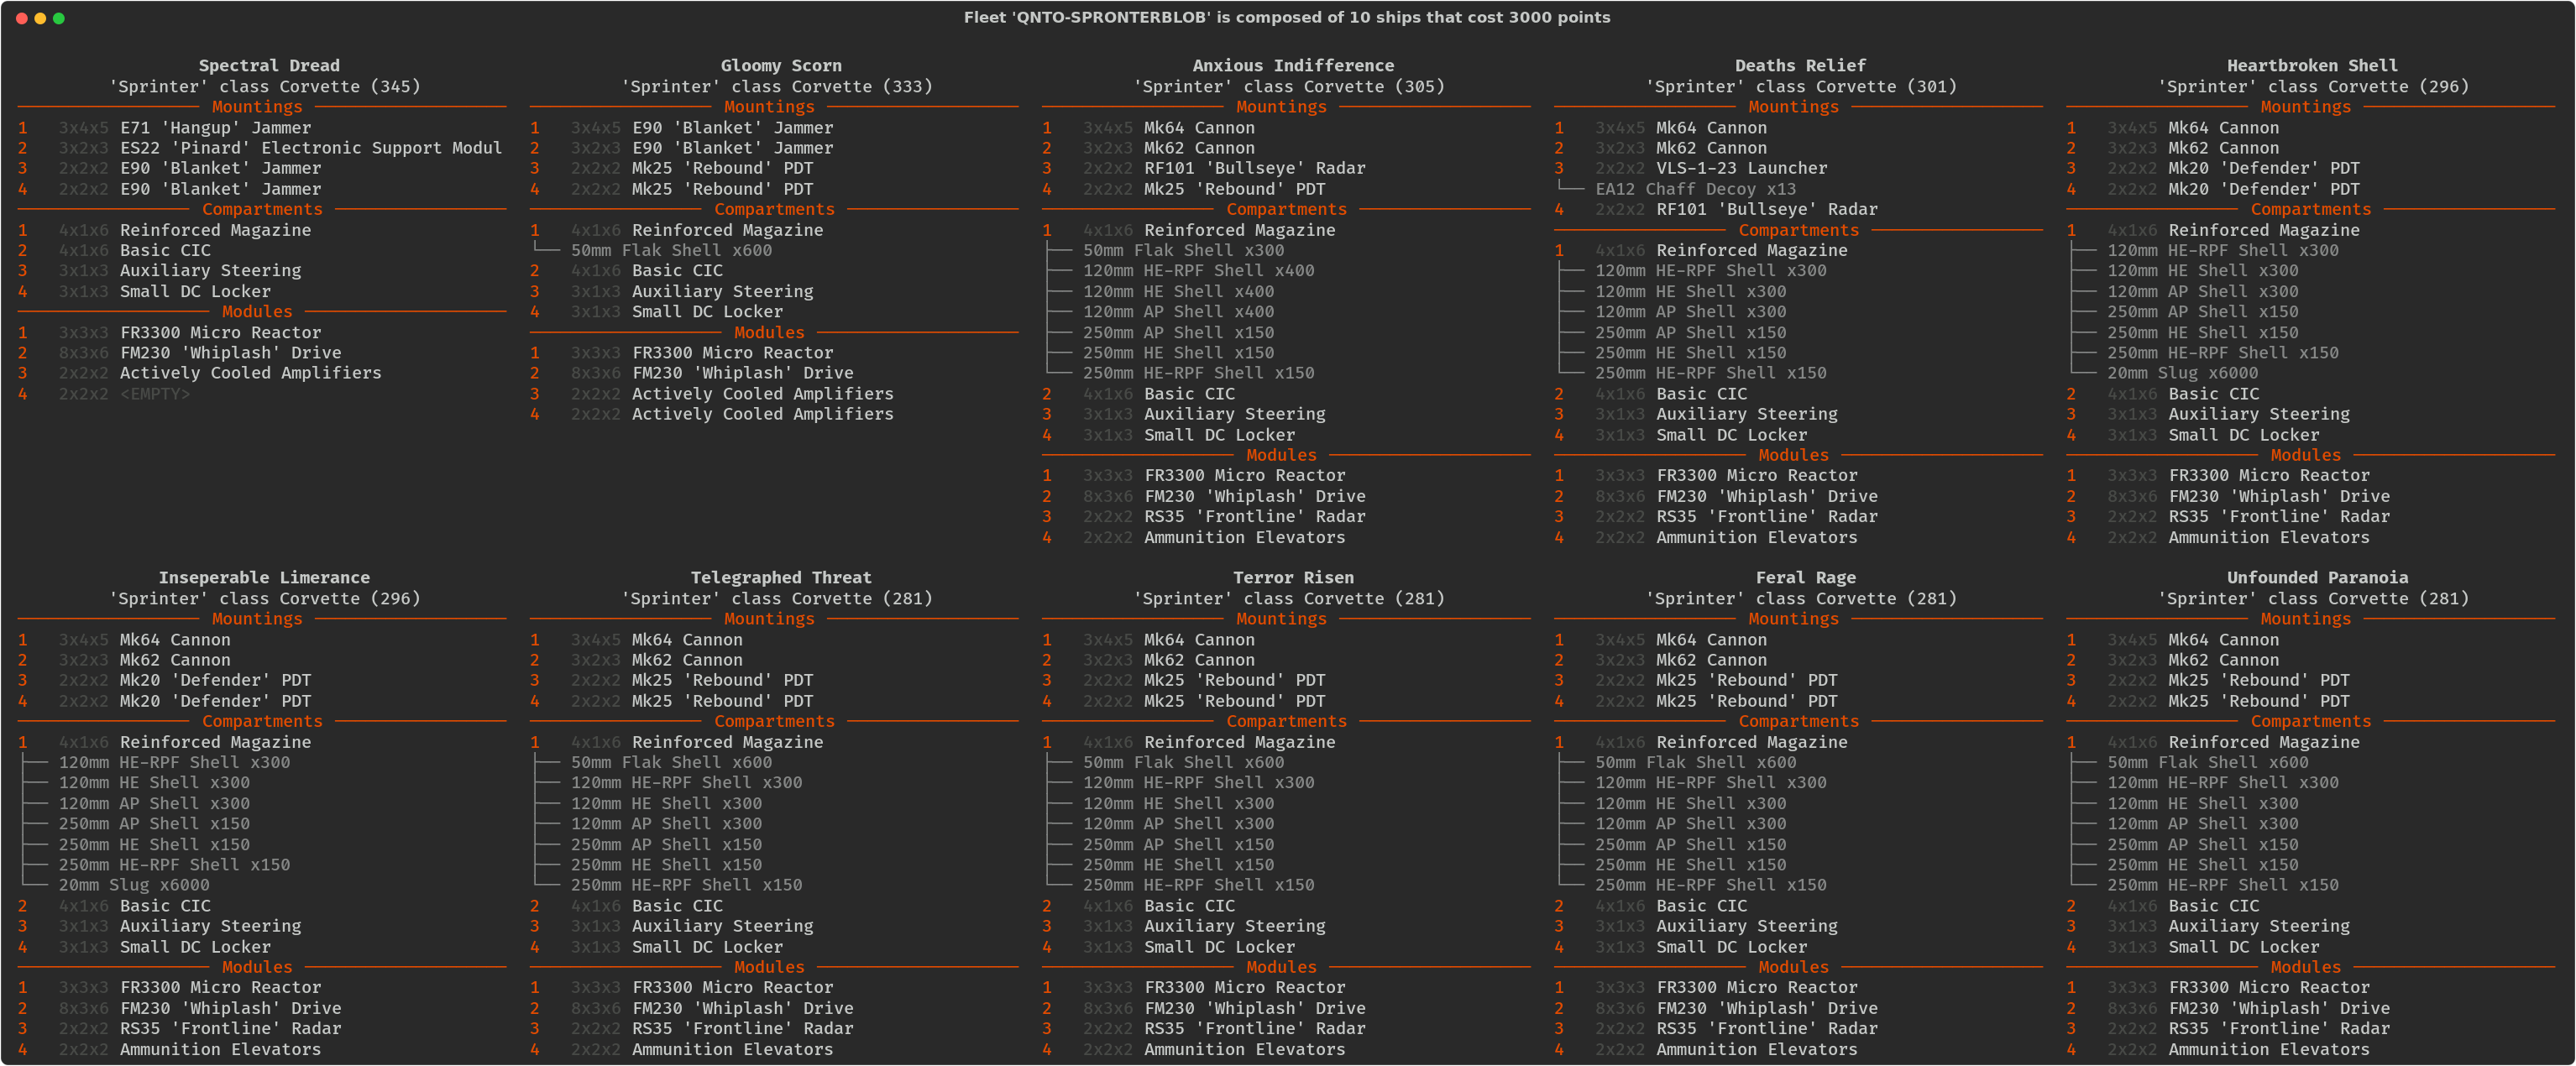 Fleet 'QNTO-SPRONTERBLOB' is composed of 10 ships that cost 3000 points
Spectral Dread
'Sprinter' class Corvette (345)
Mountings
1 3x4x5 E71 'Hangup' Jammer
2 3x2x3 ES22 'Pinard' Electronic Support Modul
3 2x2x2 E90 'Blanket' Jammer
4 2x2x2 E90 'Blanket' Jammer
Compartments
1 4x1x6 Reinforced Magazine
2 4x1x6 Basic CIC
3 3x1x3 Auxiliary Steering
4 3x1x3 Small DC Locker
Modules
1 3x3x3 FR3300 Micro Reactor
2 8x3x6 FM230 'Whiplash' Drive
3 2x2x2 Actively Cooled Amplifiers
4 2x2x2 <EMPTY>
Gloomy Scorn
'Sprinter' class Corvette (333)
Mountings
1 3x4x5 E90 'Blanket' Jammer
2 3x2x3 E90 'Blanket' Jammer
3 2x2x2 Mk25 'Rebound' PDT
4 2x2x2 Mk25 'Rebound' PDT
Compartments
1 4x1x6 Reinforced Magazine
50mm Flak Shell x600
2 4x1x6 Basic CIC
3 3x1x3 Auxiliary Steering
4 3x1x3 Small DC Locker
Modules
1 3x3x3 FR3300 Micro Reactor
2 8x3x6 FM230 'Whiplash' Drive
3 2x2x2 Actively Cooled Amplifiers
4 2x2x2 Actively Cooled Amplifiers
Anxious Indifference
'Sprinter' class Corvette (305)
Mountings
1 3x4x5 Mk64 Cannon
2 3x2x3 Mk62 Cannon
3 2x2x2 RF101 'Bullseye' Radar
4 2x2x2 Mk25 'Rebound' PDT
Compartments
1 4x1x6 Reinforced Magazine
50mm Flak Shell x300
120mm HE-RPF Shell x400
120mm HE Shell x400
120mm AP Shell x400
250mm AP Shell x150
250mm HE Shell x150
250mm HE-RPF Shell x150
2 4x1x6 Basic CIC
3 3x1x3 Auxiliary Steering
4 3x1x3 Small DC Locker
Modules
1 3x3x3 FR3300 Micro Reactor
2 8x3x6 FM230 'Whiplash' Drive
3 2x2x2 RS35 'Frontline' Radar
4 2x2x2 Ammunition Elevators
Deaths Relief
'Sprinter' class Corvette (301)
Mountings
1 3x4x5 Mk64 Cannon
2 3x2x3 Mk62 Cannon
3 2x2x2 VLS-1-23 Launcher
EA12 Chaff Decoy x13
4 2x2x2 RF101 'Bullseye' Radar
Compartments
1 4x1x6 Reinforced Magazine
120mm HE-RPF Shell x300
120mm HE Shell x300
120mm AP Shell x300
250mm AP Shell x150
250mm HE Shell x150
250mm HE-RPF Shell x150
2 4x1x6 Basic CIC
3 3x1x3 Auxiliary Steering
4 3x1x3 Small DC Locker
Modules
1 3x3x3 FR3300 Micro Reactor
2 8x3x6 FM230 'Whiplash' Drive
3 2x2x2 RS35 'Frontline' Radar
4 2x2x2 Ammunition Elevators
Heartbroken Shell
'Sprinter' class Corvette (296)
Mountings
1 3x4x5 Mk64 Cannon
2 3x2x3 Mk62 Cannon
3 2x2x2 Mk20 'Defender' PDT
4 2x2x2 Mk20 'Defender' PDT
Compartments
1 4x1x6 Reinforced Magazine
120mm HE-RPF Shell x300
120mm HE Shell x300
120mm AP Shell x300
250mm AP Shell x150
250mm HE Shell x150
250mm HE-RPF Shell x150
20mm Slug x6000
2 4x1x6 Basic CIC
3 3x1x3 Auxiliary Steering
4 3x1x3 Small DC Locker
Modules
1 3x3x3 FR3300 Micro Reactor
2 8x3x6 FM230 'Whiplash' Drive
3 2x2x2 RS35 'Frontline' Radar
4 2x2x2 Ammunition Elevators
Inseperable Limerance
'Sprinter' class Corvette (296)
Mountings
1 3x4x5 Mk64 Cannon
2 3x2x3 Mk62 Cannon
3 2x2x2 Mk20 'Defender' PDT
4 2x2x2 Mk20 'Defender' PDT
Compartments
1 4x1x6 Reinforced Magazine
120mm HE-RPF Shell x300
120mm HE Shell x300
120mm AP Shell x300
250mm AP Shell x150
250mm HE Shell x150
250mm HE-RPF Shell x150
20mm Slug x6000
2 4x1x6 Basic CIC
3 3x1x3 Auxiliary Steering
4 3x1x3 Small DC Locker
Modules
1 3x3x3 FR3300 Micro Reactor
2 8x3x6 FM230 'Whiplash' Drive
3 2x2x2 RS35 'Frontline' Radar
4 2x2x2 Ammunition Elevators
Telegraphed Threat
'Sprinter' class Corvette (281)
Mountings
1 3x4x5 Mk64 Cannon
2 3x2x3 Mk62 Cannon
3 2x2x2 Mk25 'Rebound' PDT
4 2x2x2 Mk25 'Rebound' PDT
Compartments
1 4x1x6 Reinforced Magazine
50mm Flak Shell x600
120mm HE-RPF Shell x300
120mm HE Shell x300
120mm AP Shell x300
250mm AP Shell x150
250mm HE Shell x150
250mm HE-RPF Shell x150
2 4x1x6 Basic CIC
3 3x1x3 Auxiliary Steering
4 3x1x3 Small DC Locker
Modules
1 3x3x3 FR3300 Micro Reactor
2 8x3x6 FM230 'Whiplash' Drive
3 2x2x2 RS35 'Frontline' Radar
4 2x2x2 Ammunition Elevators
Terror Risen
'Sprinter' class Corvette (281)
Mountings
1 3x4x5 Mk64 Cannon
2 3x2x3 Mk62 Cannon
3 2x2x2 Mk25 'Rebound' PDT
4 2x2x2 Mk25 'Rebound' PDT
Compartments
1 4x1x6 Reinforced Magazine
50mm Flak Shell x600
120mm HE-RPF Shell x300
120mm HE Shell x300
120mm AP Shell x300
250mm AP Shell x150
250mm HE Shell x150
250mm HE-RPF Shell x150
2 4x1x6 Basic CIC
3 3x1x3 Auxiliary Steering
4 3x1x3 Small DC Locker
Modules
1 3x3x3 FR3300 Micro Reactor
2 8x3x6 FM230 'Whiplash' Drive
3 2x2x2 RS35 'Frontline' Radar
4 2x2x2 Ammunition Elevators
Feral Rage
'Sprinter' class Corvette (281)
Mountings
1 3x4x5 Mk64 Cannon
2 3x2x3 Mk62 Cannon
3 2x2x2 Mk25 'Rebound' PDT
4 2x2x2 Mk25 'Rebound' PDT
Compartments
1 4x1x6 Reinforced Magazine
50mm Flak Shell x600
120mm HE-RPF Shell x300
120mm HE Shell x300
120mm AP Shell x300
250mm AP Shell x150
250mm HE Shell x150
250mm HE-RPF Shell x150
2 4x1x6 Basic CIC
3 3x1x3 Auxiliary Steering
4 3x1x3 Small DC Locker
Modules
1 3x3x3 FR3300 Micro Reactor
2 8x3x6 FM230 'Whiplash' Drive
3 2x2x2 RS35 'Frontline' Radar
4 2x2x2 Ammunition Elevators
Unfounded Paranoia
'Sprinter' class Corvette (281)
Mountings
1 3x4x5 Mk64 Cannon
2 3x2x3 Mk62 Cannon
3 2x2x2 Mk25 'Rebound' PDT
4 2x2x2 Mk25 'Rebound' PDT
Compartments
1 4x1x6 Reinforced Magazine
50mm Flak Shell x600
120mm HE-RPF Shell x300
120mm HE Shell x300
120mm AP Shell x300
250mm AP Shell x150
250mm HE Shell x150
250mm HE-RPF Shell x150
2 4x1x6 Basic CIC
3 3x1x3 Auxiliary Steering
4 3x1x3 Small DC Locker
Modules
1 3x3x3 FR3300 Micro Reactor
2 8x3x6 FM230 'Whiplash' Drive
3 2x2x2 RS35 'Frontline' Radar
4 2x2x2 Ammunition Elevators